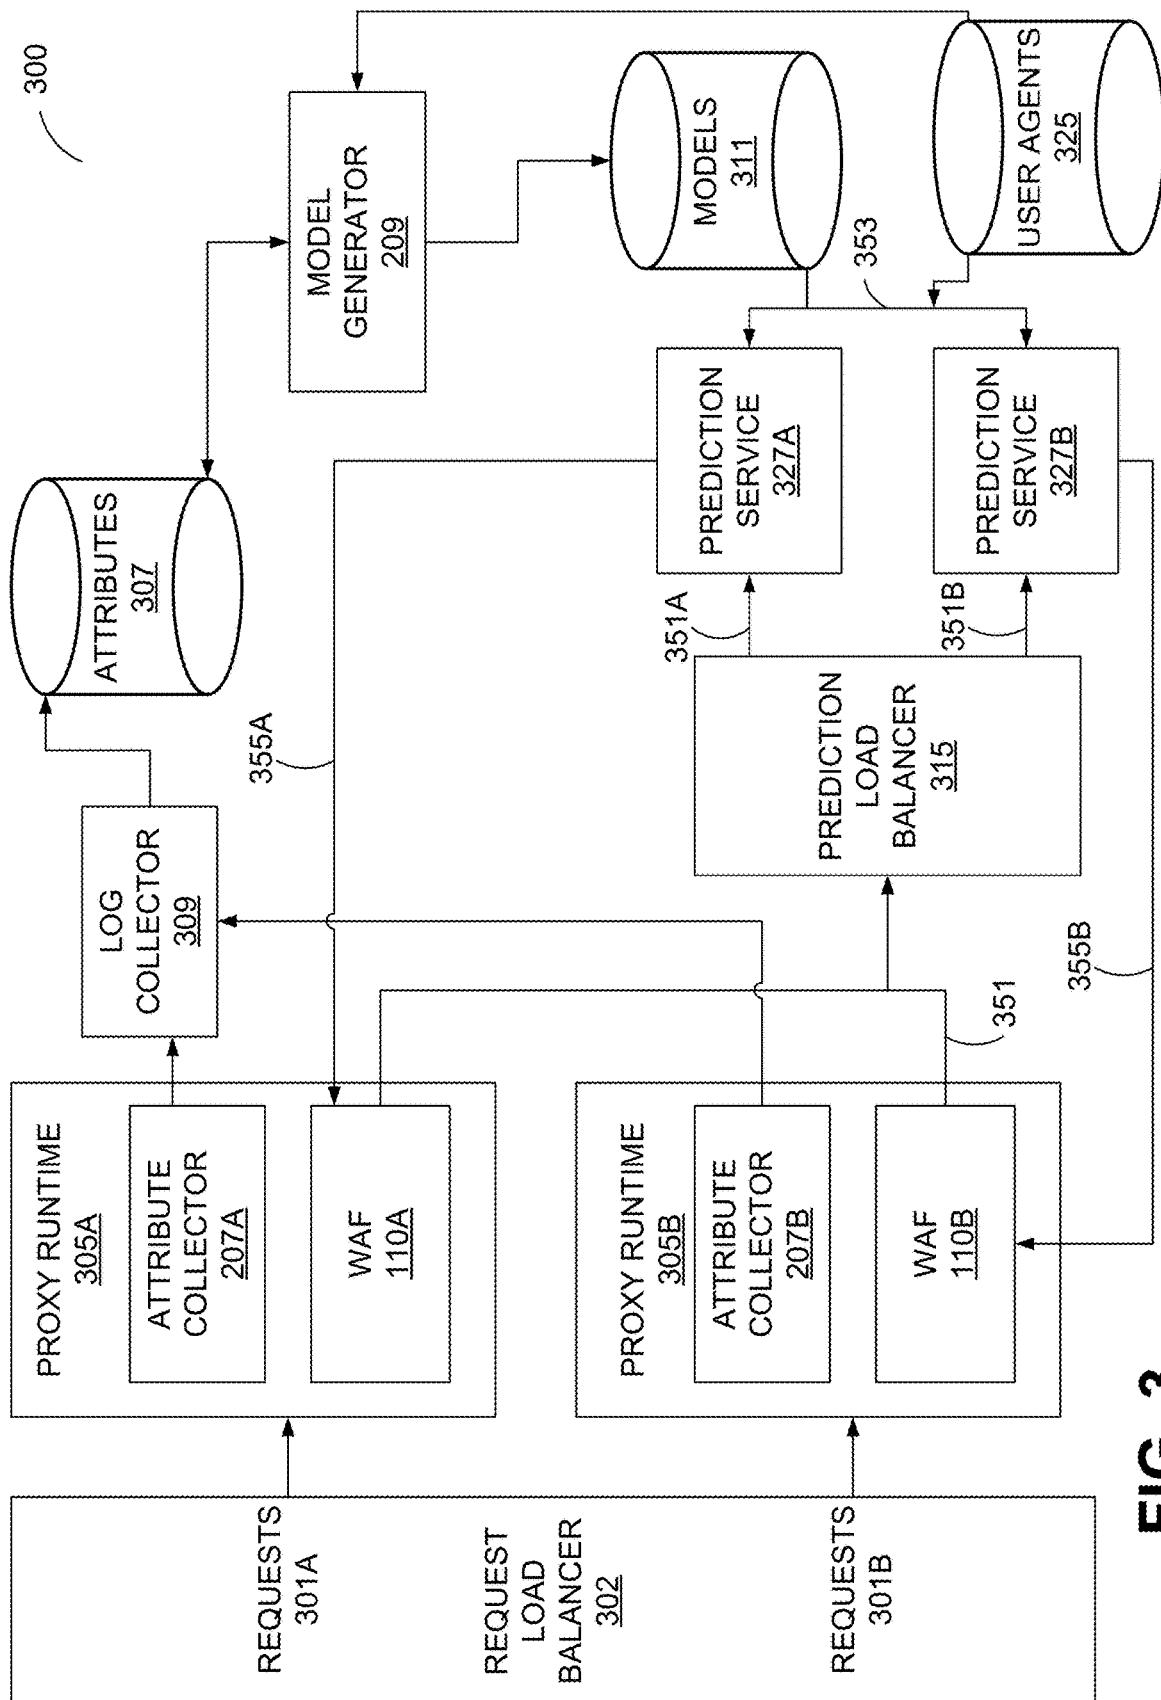 300
REQUESTS
301A
REQUEST
LOAD
BALANCER
302
REQUESTS
301B
PROXY RUNTIME
305A
ATTRIBUTE
COLLECTOR
207A
WAF
110A
PROXY RUNTIME
305B
ATTRIBUTE
COLLECTOR
207B
WAF
110B
LOG
COLLECTOR
309
ATTRIBUTES
307
355A
351
PREDICTION
LOAD
BALANCER
315
355B
351A
351B
PREDICTION
SERVICE
327A
PREDICTION
SERVICE
327B
MODEL
GENERATOR
209
MODELS
311
353
USER AGENTS
325
FIG. 3